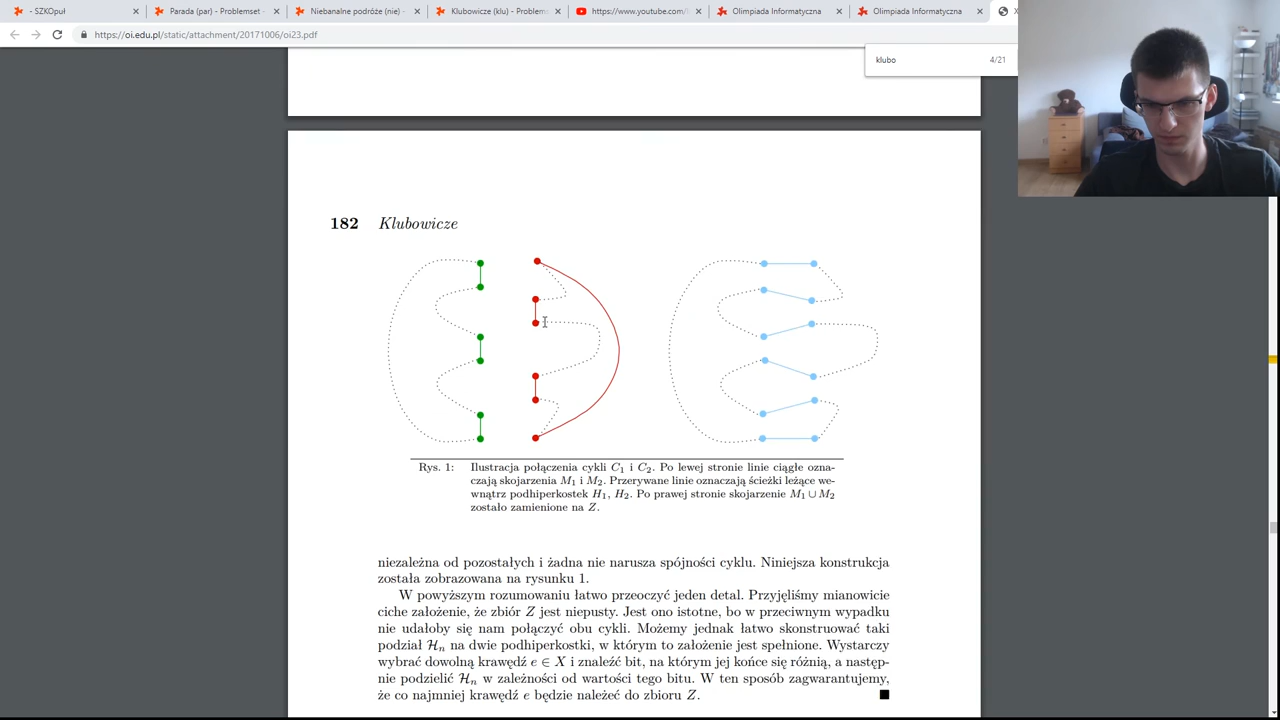 - SZKOpuł
Parada (par) - Problemset -
Niebanalne podróże (nie) -
Klubowicze (klu) - Problem
https://www.youtube.com/
Olimpiada Informatyczna
Olimpiada Informatyczna
https://oi.edu.pl/static/attachment/20171006/oi23.pdf
klubo 4/21
182 Klubowicze
Rys. 1: Ilustracja połączenia cykli C₁ i C₂. Po lewej stronie linie ciągłe ozna-
czają skojarzenia M₁ i M₂. Przerywane linie oznaczają ścieżki leżące we-
wnątrz podhiperkostek H₁, H₂. Po prawej stronie skojarzenie M₁ ∪ M₂
zostało zamienione na Z.
niezależna od pozostałych i żadna nie narusza spójności cyklu. Niniejsza konstrukcja
została zobrazowana na rysunku 1.
W powyższym rozumowaniu łatwo przeoczyć jeden detal. Przyjęliśmy mianowicie
ciche założenie, że zbiór Z jest niepusty. Jest ono istotne, bo w przeciwnym wypadku
nie udałoby się nam połączyć obu cykli. Możemy jednak łatwo skonstruować taki
podział ℋₙ na dwie podhiperkostki, w którym to założenie jest spełnione. Wystarczy
wybrać dowolną krawędź e ∈ X i znaleźć bit, na którym jej końce się różnią, a następ-
nie podzielić ℋₙ w zależności od wartości tego bitu. W ten sposób zagwarantujemy,
że co najmniej krawędź e będzie należeć do zbioru Z.